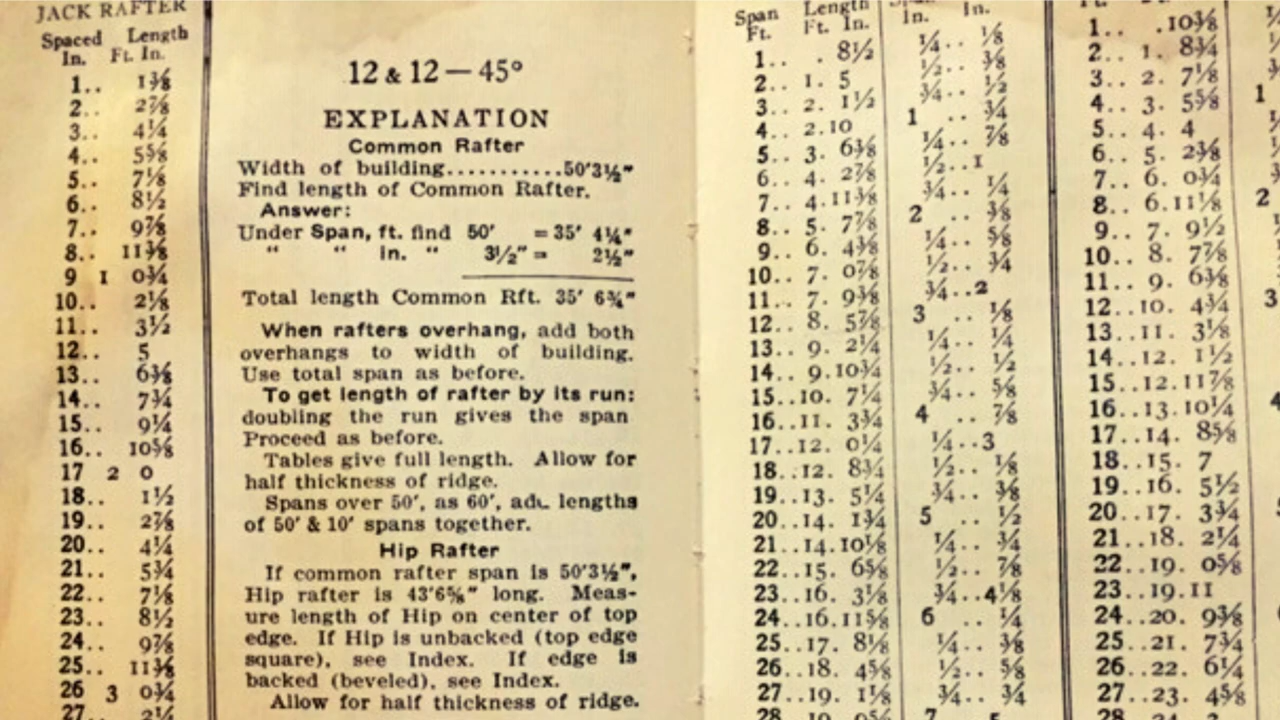 JACK RAFTER
Spaced Length
In. Ft. In.
1.. 1⅜
2.. 2⅞
3.. 4¼
4.. 5⅝
5.. 7⅛
6.. 8½
7.. 9⅞
8.. 11⅜
9 1 0¾
10.. 2⅛
11.. 3½
12.. 5
13.. 6⅜
14.. 7¾
15.. 9¼
16.. 10⅝
17 2 0
18.. 1½
19.. 2⅞
20.. 4¼
21.. 5¾
22.. 7⅛
23.. 8½
24.. 9⅞
25.. 11⅜
26 3 0¾
27.. 2¼
12 & 12 — 45°
EXPLANATION
Common Rafter
Width of building...........50'3½"
Find length of Common Rafter.
Answer:
Under Span, ft. find 50' = 35' 4¼"
" " in. " 3½" = 2½"
Total length Common Rft. 35' 6¾"
When rafters overhang, add both
overhangs to width of building.
Use total span as before.
To get length of rafter by its run:
doubling the run gives the span
Proceed as before.
Tables give full length. Allow for
half thickness of ridge.
Spans over 50', as 60', add lengths
of 50' & 10' spans together.
Hip Rafter
If common rafter span is 50'3½",
Hip rafter is 43'6⅝" long. Meas-
ure length of Hip on center of top
edge. If Hip is unbacked (top edge
square), see Index. If edge is
backed (beveled), see Index.
Allow for half thickness of ridge.
Span Length
Ft. Ft. In.
1.. . 8½
2.. 1. 5
3.. 2. 1½
4.. 2.10
5.. 3. 6⅜
6.. 4. 2⅞
7.. 4.11⅜
8.. 5. 7⅞
9.. 6. 4⅜
10.. 7. 0⅞
11.. 7. 9⅜
12.. 8. 5⅞
13.. 9. 2¼
14.. 9.10¾
15..10. 7¼
16..11. 3¾
17..12. 0¼
18..12. 8¾
19..13. 5¼
20..14. 1¾
21..14.10⅛
22..15. 6⅝
23..16. 3⅛
24..16.11⅝
25..17. 8⅛
26..18. 4⅝
27..19. 1⅛
28
In. In.
¼.. ⅛
½.. ⅜
¾.. ½
1 .. ¾
¼.. ⅞
½..1
¾.. ¼
2 .. ⅜
¼.. ⅝
½.. ¾
¾..2
3 .. ⅛
¼.. ¼
½.. ½
¾.. ⅝
4 .. ⅞
¼..3
½.. ⅛
¾.. ⅜
5 .. ½
¼.. ¾
½.. ⅞
¾..4⅛
6 .. ¼
¼.. ⅜
½.. ⅝
¾.. ¾
7
1.. .10⅜
2.. 1. 8¾
3.. 2. 7⅛
4.. 3. 5⅝
5.. 4. 4
6.. 5. 2⅜
7.. 6. 0¾
8.. 6.11⅛
9.. 7. 9½
10.. 8. 7⅞
11.. 9. 6⅜
12..10. 4¾
13..11. 3⅛
14..12. 1½
15..12.11⅞
16..13.10¼
17..14. 8⅝
18..15. 7
19..16. 5½
20..17. 3¾
21..18. 2¼
22..19. 0⅝
23..19.11
24..20. 9⅜
25..21. 7¾
26..22. 6¼
27..23. 4⅝
28
1
2
3